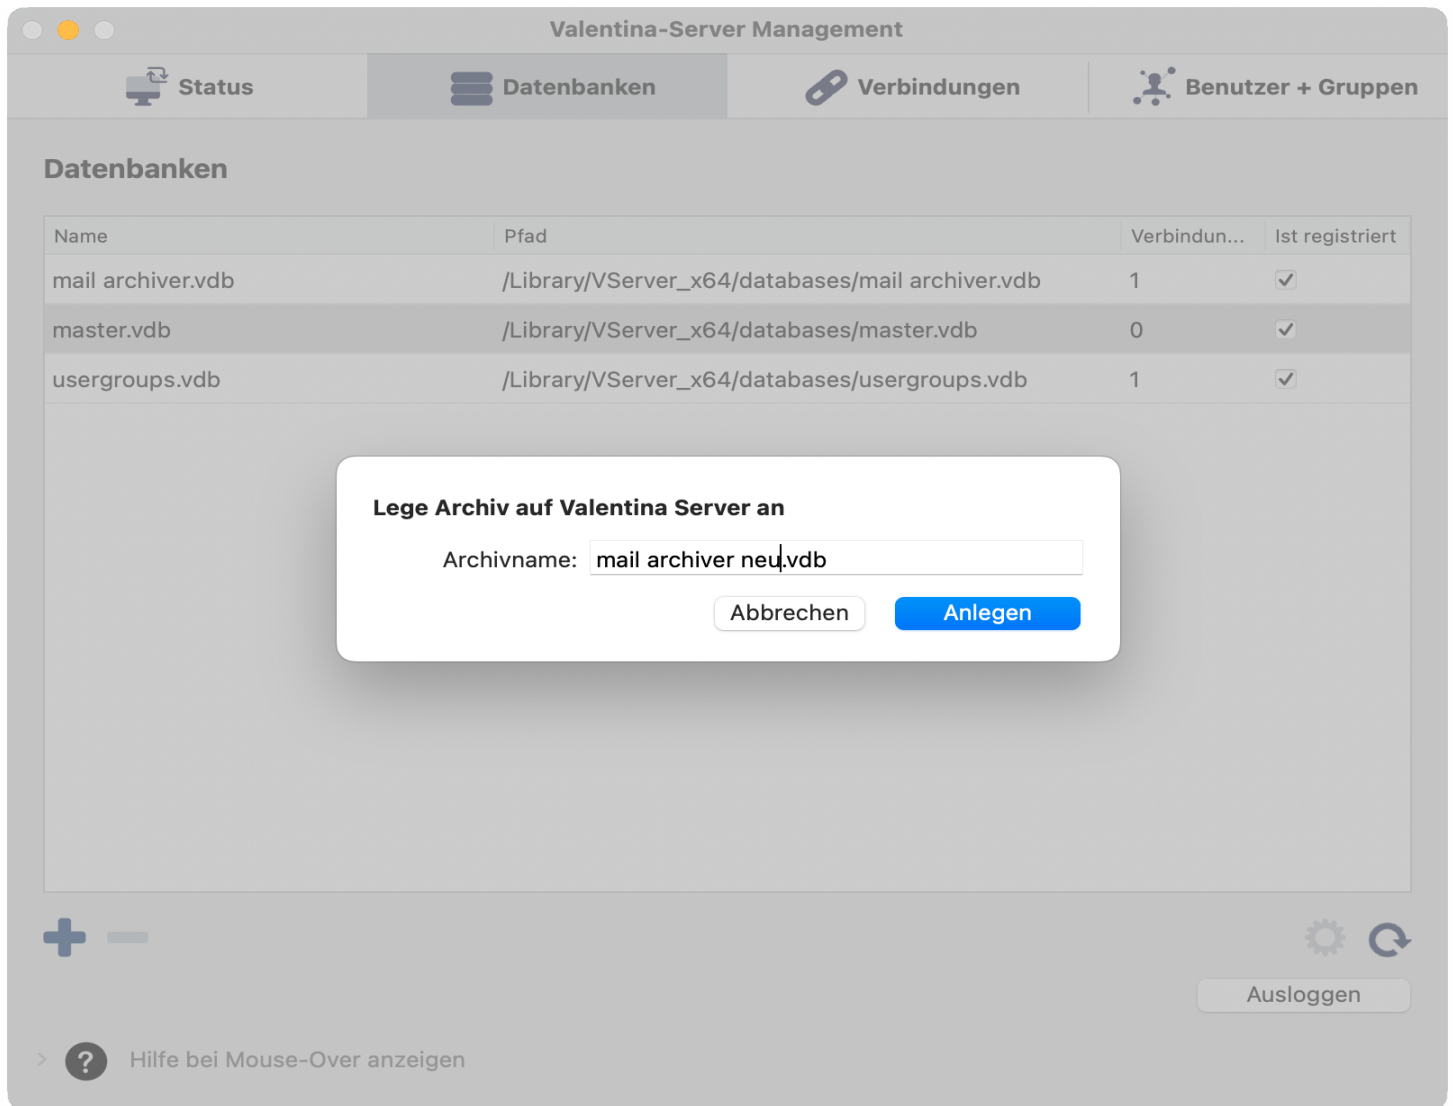 Valentina-Server Management
Status Datenbanken Verbindungen Benutzer + Gruppen
Datenbanken
Name Pfad Verbindun... Ist registriert
mail archiver.vdb /Library/VServer_x64/databases/mail archiver.vdb 1
master.vdb /Library/VServer_x64/databases/master.vdb 0
usergroups.vdb /Library/VServer_x64/databases/usergroups.vdb 1
Lege Archiv auf Valentina Server an
Archivname: mail archiver neu.vdb
Abbrechen Anlegen
Ausloggen
? Hilfe bei Mouse-Over anzeigen